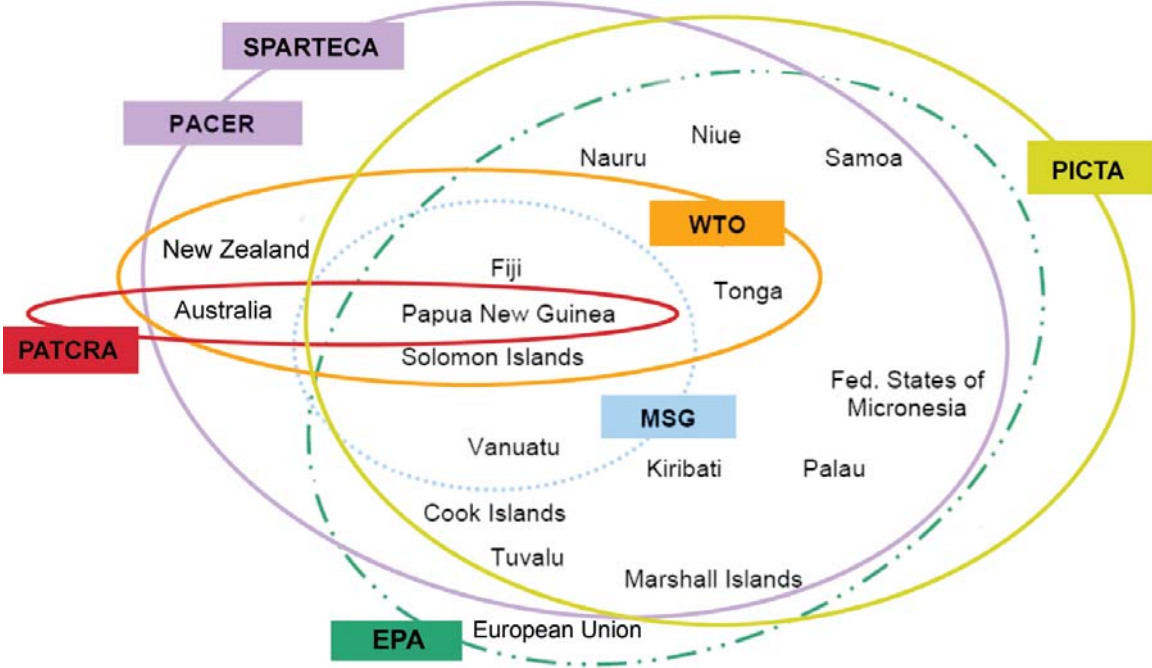 SPARTECA
PACER
Niue
Nauru
Samoa
PICTA
WTO
New Zealand
Fiji
Tonga
Australia
Papua New Guinea
PATCRA
Solomon Islands
Fed. States of
Micronesia
MSG
Vanuatu
Kiribati
Palau
Cook Islands
Tuvalu
Marshall Islands
EPA
European Union